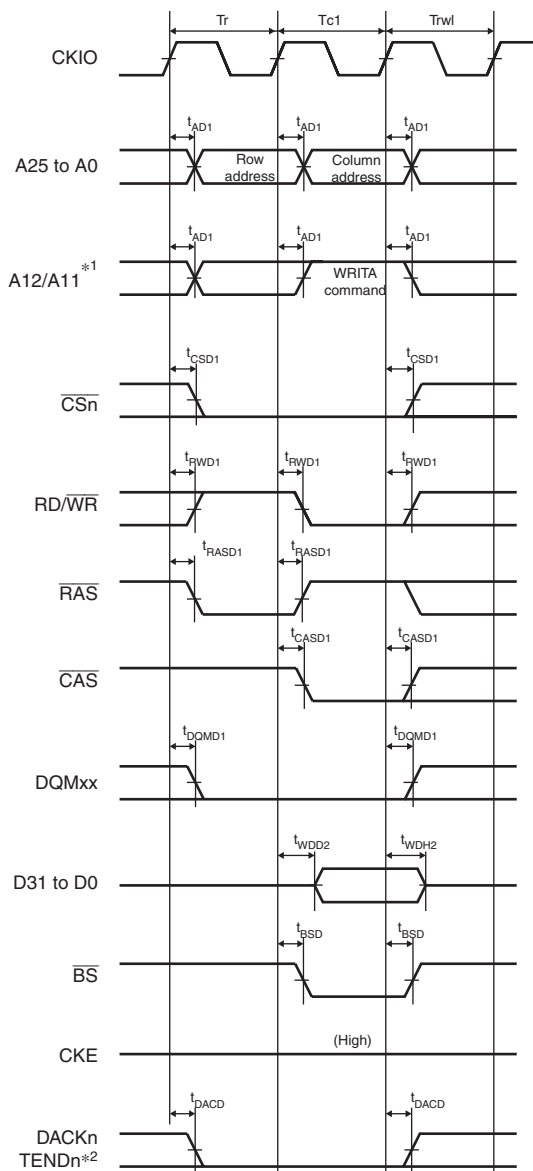 Tr Tc1 Trwl
CKIO
tAD1 tAD1 tAD1
A25 to A0 Row address Column address
tAD1 tAD1 tAD1
A12/A11*1 WRITA command
tCSD1 tCSD1
CSn
tRWD1 tRWD1 tRWD1
RD/WR
tRASD1 tRASD1
RAS
tCASD1 tCASD1
CAS
tDQMD1 tDQMD1
DQMxx
tWDD2 tWDH2
D31 to D0
tBSD tBSD
BS
(High)
CKE
tDACD tDACD
DACKn
TENDn*2